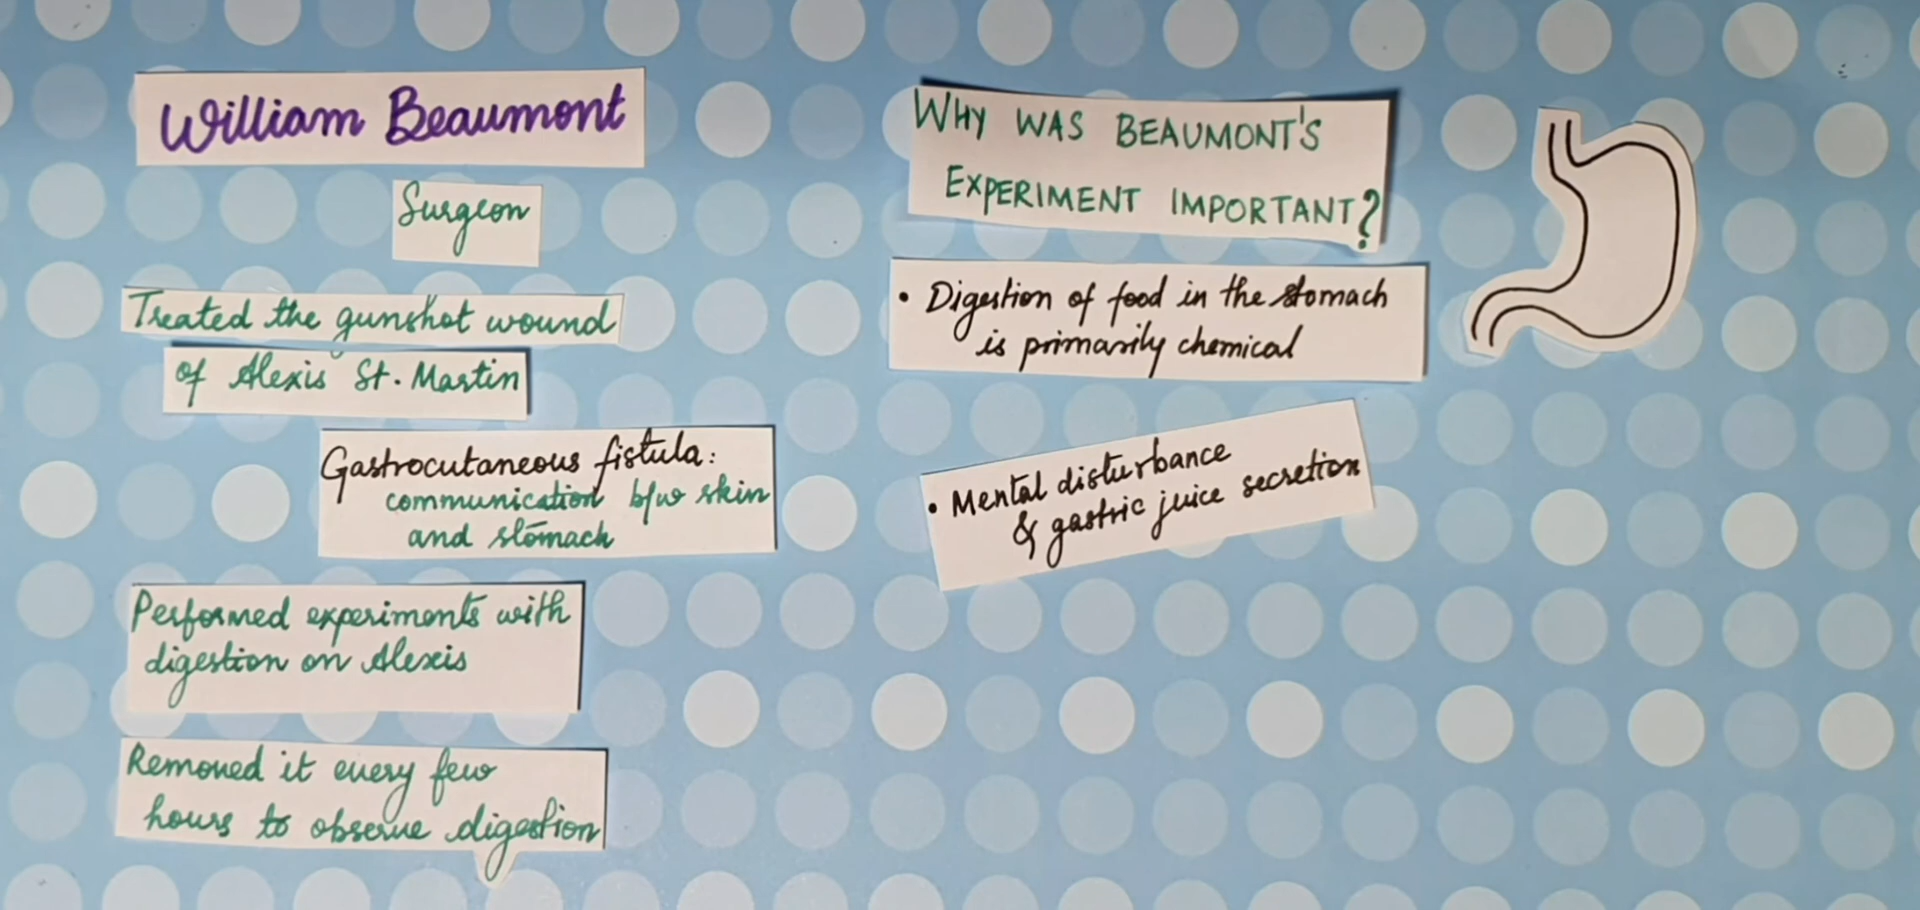 William Beaumont
Surgeon
Treated the gunshot wound
of Alexis St. Martin
Gastrocutaneous fistula:
communication b/w skin
and stomach
Performed experiments with
digestion on Alexis
Removed it every few
hours to observe digestion
WHY WAS BEAUMONT'S
EXPERIMENT IMPORTANT?
• Digestion of food in the stomach
is primarily chemical
• Mental disturbance
& gastric juice secretion